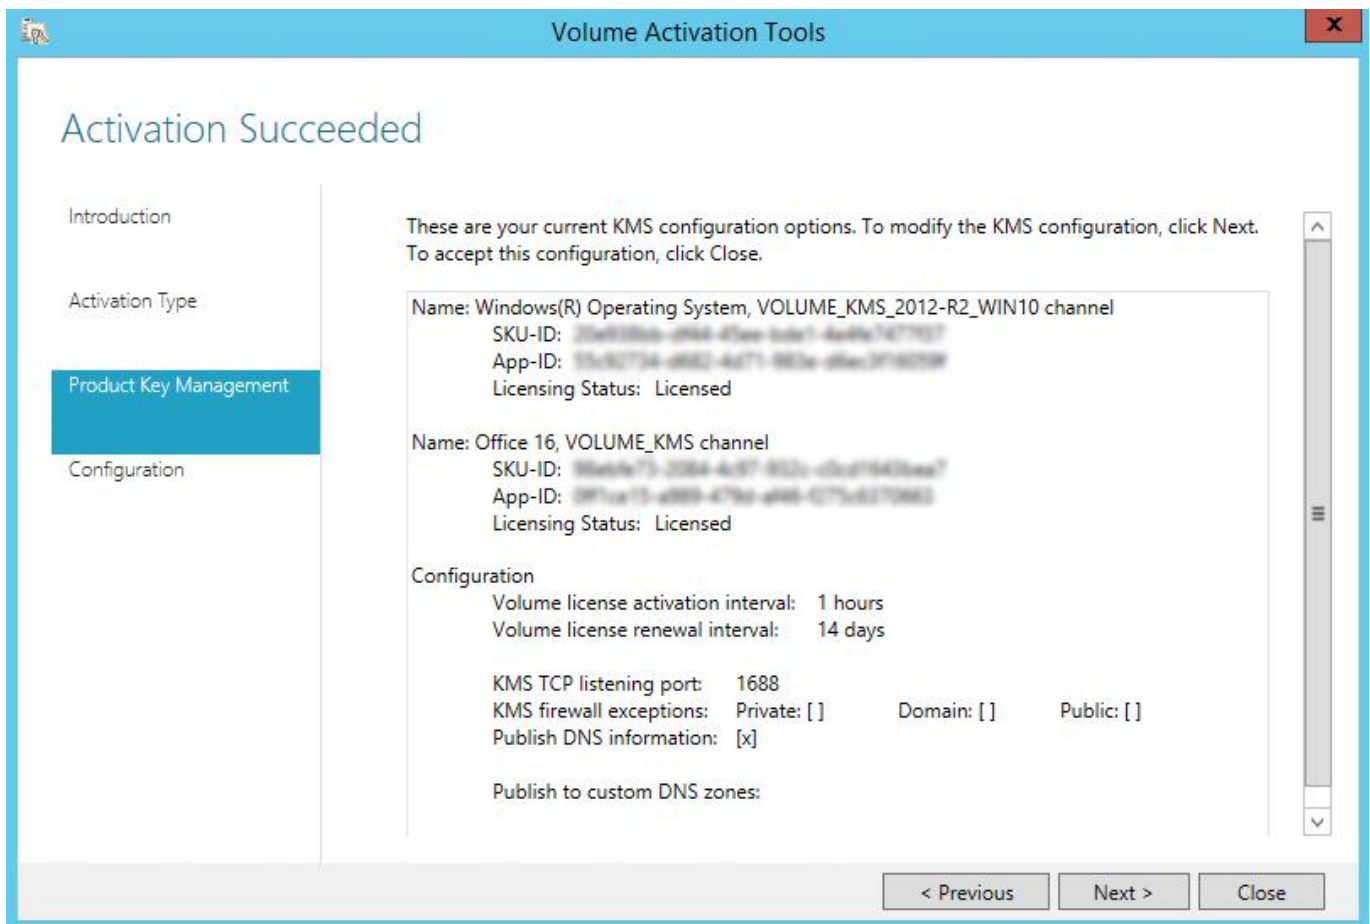 Volume Activation Tools
x
Activation Succeeded
Introduction
Activation Type
Product Key Management
Configuration
These are your current KMS configuration options. To modify the KMS configuration, click Next.
To accept this configuration, click Close.
Name: Windows(R) Operating System, VOLUME_KMS_2012-R2_WIN10 channel
SKU-ID:
App-ID:
Licensing Status: Licensed
Name: Office 16, VOLUME_KMS channel
SKU-ID:
App-ID:
Licensing Status: Licensed
Configuration
Volume license activation interval: 1 hours
Volume license renewal interval: 14 days
KMS TCP listening port: 1688
KMS firewall exceptions: Private: [ ] Domain: [ ] Public: [ ]
Publish DNS information: [x]
Publish to custom DNS zones:
< Previous Next > Close